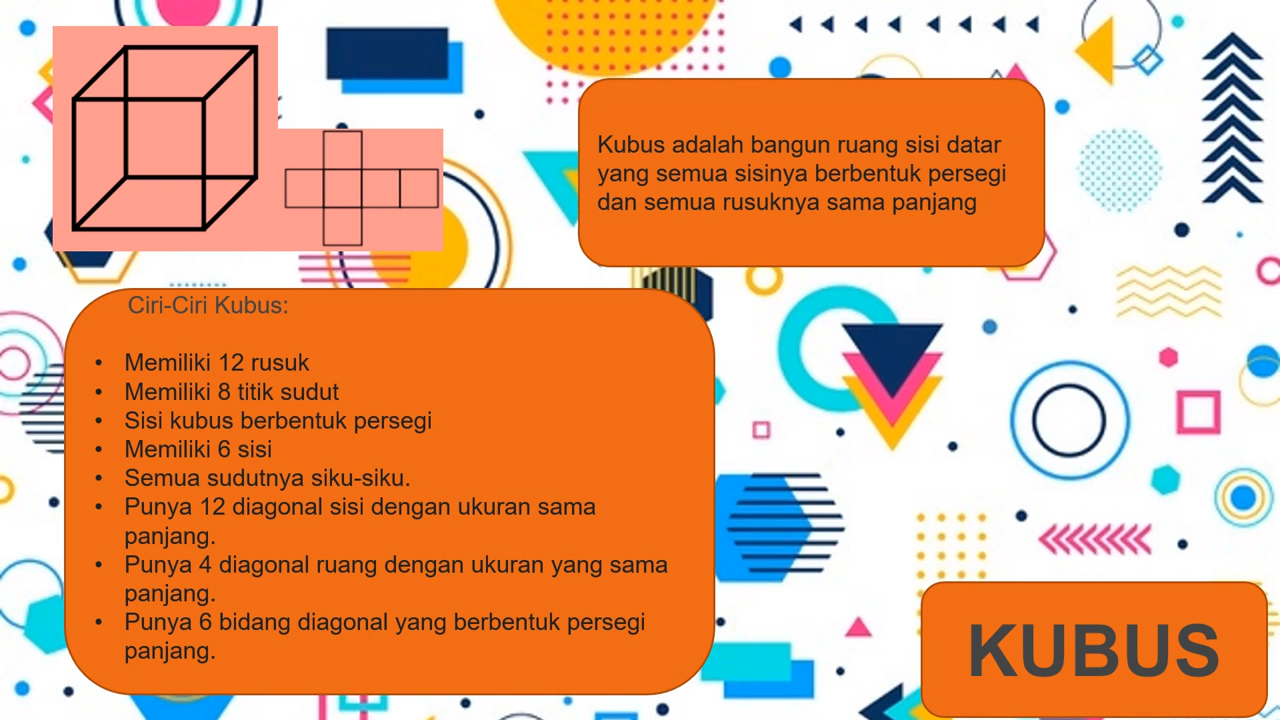 Kubus adalah bangun ruang sisi datar
yang semua sisinya berbentuk persegi
dan semua rusuknya sama panjang
Ciri-Ciri Kubus:
• Memiliki 12 rusuk
• Memiliki 8 titik sudut
• Sisi kubus berbentuk persegi
• Memiliki 6 sisi
• Semua sudutnya siku-siku.
• Punya 12 diagonal sisi dengan ukuran sama
panjang.
• Punya 4 diagonal ruang dengan ukuran yang sama
panjang.
• Punya 6 bidang diagonal yang berbentuk persegi
panjang.
KUBUS